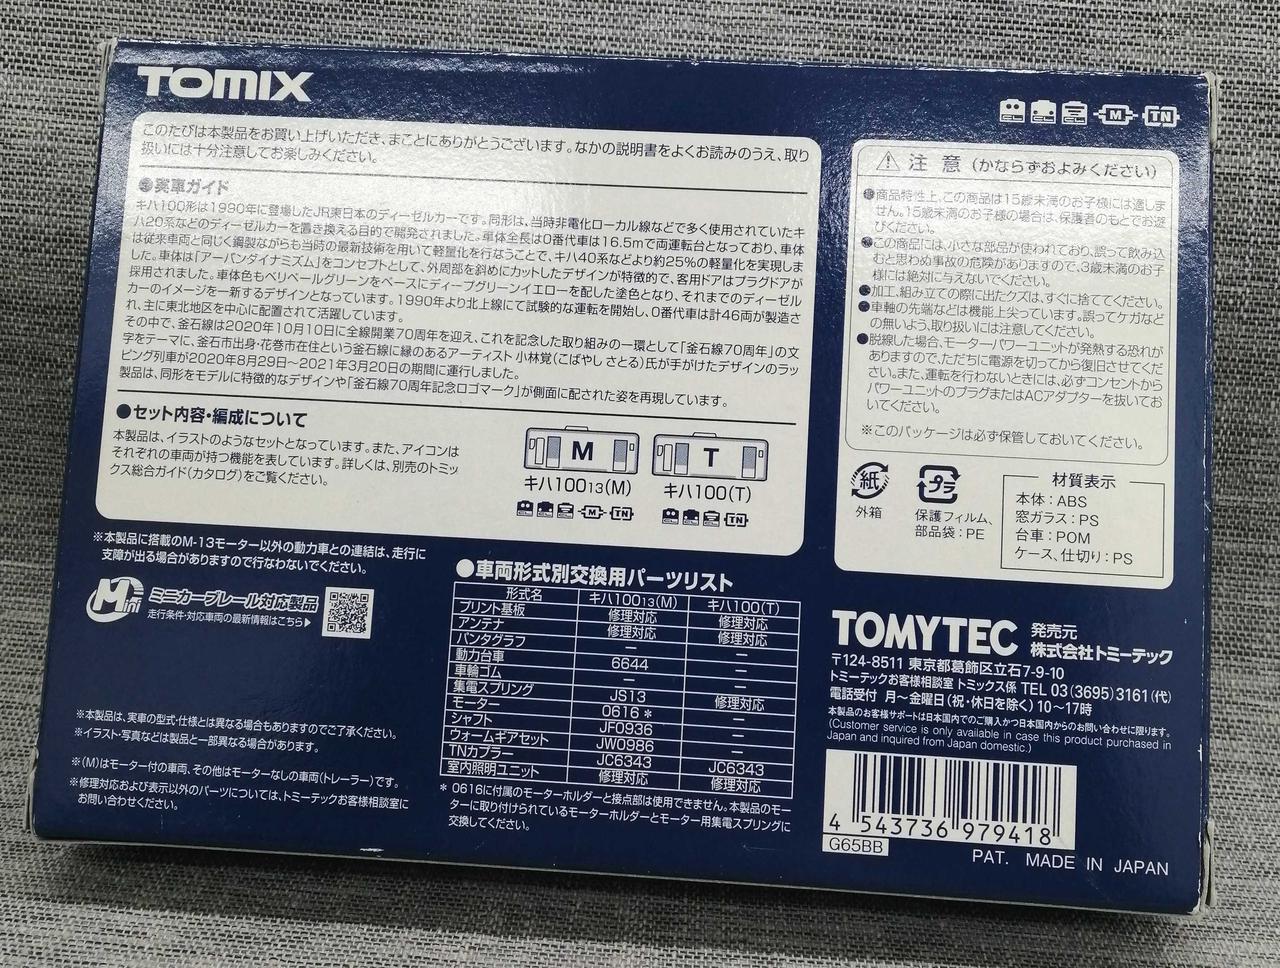 TOMIX
M TN
このたびは本製品をお買い上げいただき、まことにありがとうございます。なかの説明書をよくお読みのうえ、取り
扱いには十分注意してお楽しみください。
●実車ガイド
キハ100形は1990年に登場したJR東日本のディーゼルカーです。同形は、当時非電化ローカル線などで多く使用されていたキ
ハ20系などのディーゼルカーを置き換える目的で開発されました。車体全長は0番代車は16.5mで両運転台となっており、車体
は従来車両と同じく鋼製ながらも当時の最新技術を用いて軽量化を行なうことで、キハ40系などより約25%の軽量化を実現しま
した。車体は「アーバンダイナミズム」をコンセプトとして、外周部を斜めにカットしたデザインが特徴的で、客用ドアはプラグドアが
採用されました。車体色もベリベールグリーンをベースにディープグリーンイエローを配した塗色となり、それまでのディーゼル
カーのイメージを一新するデザインとなっています。1990年より北上線にて試験的な運転を開始し、0番代車は計46両が製造さ
れ、主に東北地区を中心に配置されて活躍しています。
その中で、釜石線は2020年10月10日に全線開業70周年を迎え、これを記念した取り組みの一環として「釜石線70周年」の文
字をテーマに、釜石市出身・花巻市在住という釜石線に縁のあるアーティスト 小林覚(こばやし さとる)氏が手がけたデザインのラッ
ピング列車が2020年8月29日～2021年3月20日の期間に運行しました。
製品は、同形をモデルに特徴的なデザインや「釜石線70周年記念ロゴマーク」が側面に配された姿を再現しています。
●セット内容・編成について
本製品は、イラストのようなセットとなっています。また、アイコンは
それぞれの車両が持つ機能を表しています。詳しくは、別売のトミッ
クス総合ガイド(カタログ)をご覧ください。
M T
キハ10013(M) キハ100(T)
M TN TN
※本製品に搭載のM-13モーター以外の動力車との連結は、走行に
支障が出る場合がありますので行なわないでください。
Mini ミニカーブレール対応製品
走行条件・対応車両の最新情報はこちら▶
※本製品は、実車の型式・仕様とは異なる場合もありますのでご了承ください。
※イラスト・写真などは製品と一部異なる場合があります。
※(M)はモーター付の車両、その他はモーターなしの車両(トレーラー)です。
※修理対応および表示以外のパーツについては、トミーテックお客様相談室に
お問い合わせください。
●車両形式別交換用パーツリスト
形式名 キハ10013(M) キハ100(T)
プリント基板 修理対応 修理対応
アンテナ 修理対応 修理対応
パンタグラフ ー ー
動力台車 6644 ー
車輪ゴム ー ー
集電スプリング JS13 修理対応
モーター 0616 * ー
シャフト JF0936 ー
ウォームギアセット JW0986 ー
TNカプラー JC6343 JC6343
室内照明ユニット 修理対応 修理対応
* 0616に付属のモーターホルダーと接点部は使用できません。本製品のモー
ターに取り付けられているモーターホルダーとモーター用集電スプリングに
交換してください。
⚠ 注 意 (かならずおよみください)
●商品特性上、この商品は15歳未満のお子様には適しま
せん。15歳未満のお子様の場合は、保護者のもとでお遊
びください。
●この商品には、小さな部品が使われており、誤って飲み込
むと思わぬ事故の危険がありますので、3歳未満のお子
様には絶対に与えないでください。
●加工、組み立ての際に出たクズは、すぐに捨ててください。
●車軸の先端などは機能上尖っています。誤ってケガなど
の無いよう、取り扱いには注意してください。
●脱線した場合、モーターパワーユニットが発熱する恐れが
ありますので、ただちに電源を切ってから復旧させてくだ
さい。また、運転を行わないときには、必ずコンセントから
パワーユニットのプラグまたはACアダプターを抜いてお
いてください。
※このパッケージは必ず保管しておいてください。
紙
外箱
プラ
保護フィルム、
部品袋：PE
材質表示
本体：ABS
窓ガラス：PS
台車：POM
ケース、仕切り：PS
TOMYTEC 発売元
株式会社トミーテック
〒124-8511 東京都葛飾区立石7-9-10
トミーテックお客様相談室 トミックス係 TEL 03(3695)3161(代)
電話受付 月～金曜日(祝・休日を除く)10～17時
本製品のお客様サポートは日本国内でのご購入かつ日本国内からのお問い合わせに限ります。
(Customer service is only available in case this product purchased in
Japan and inquired from Japan domestic.)
4 543736 979418
G65BB
PAT. MADE IN JAPAN